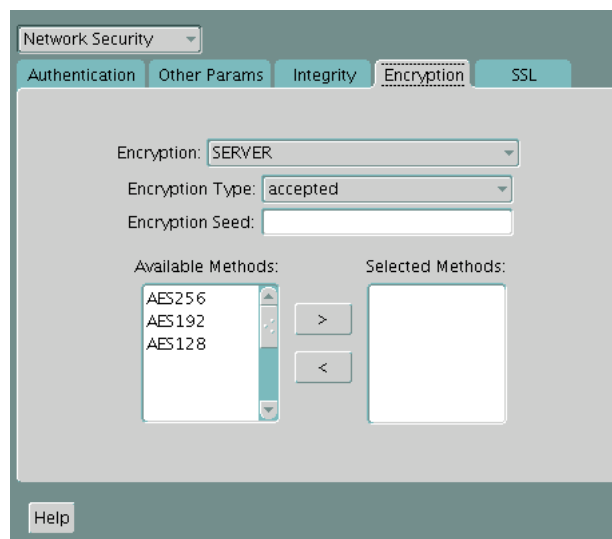 Network Security
Authentication Other Params Integrity Encryption SSL
Encryption: SERVER
Encryption Type: accepted
Encryption Seed:
Available Methods: Selected Methods:
AES256
AES192
AES128
>
<
Help